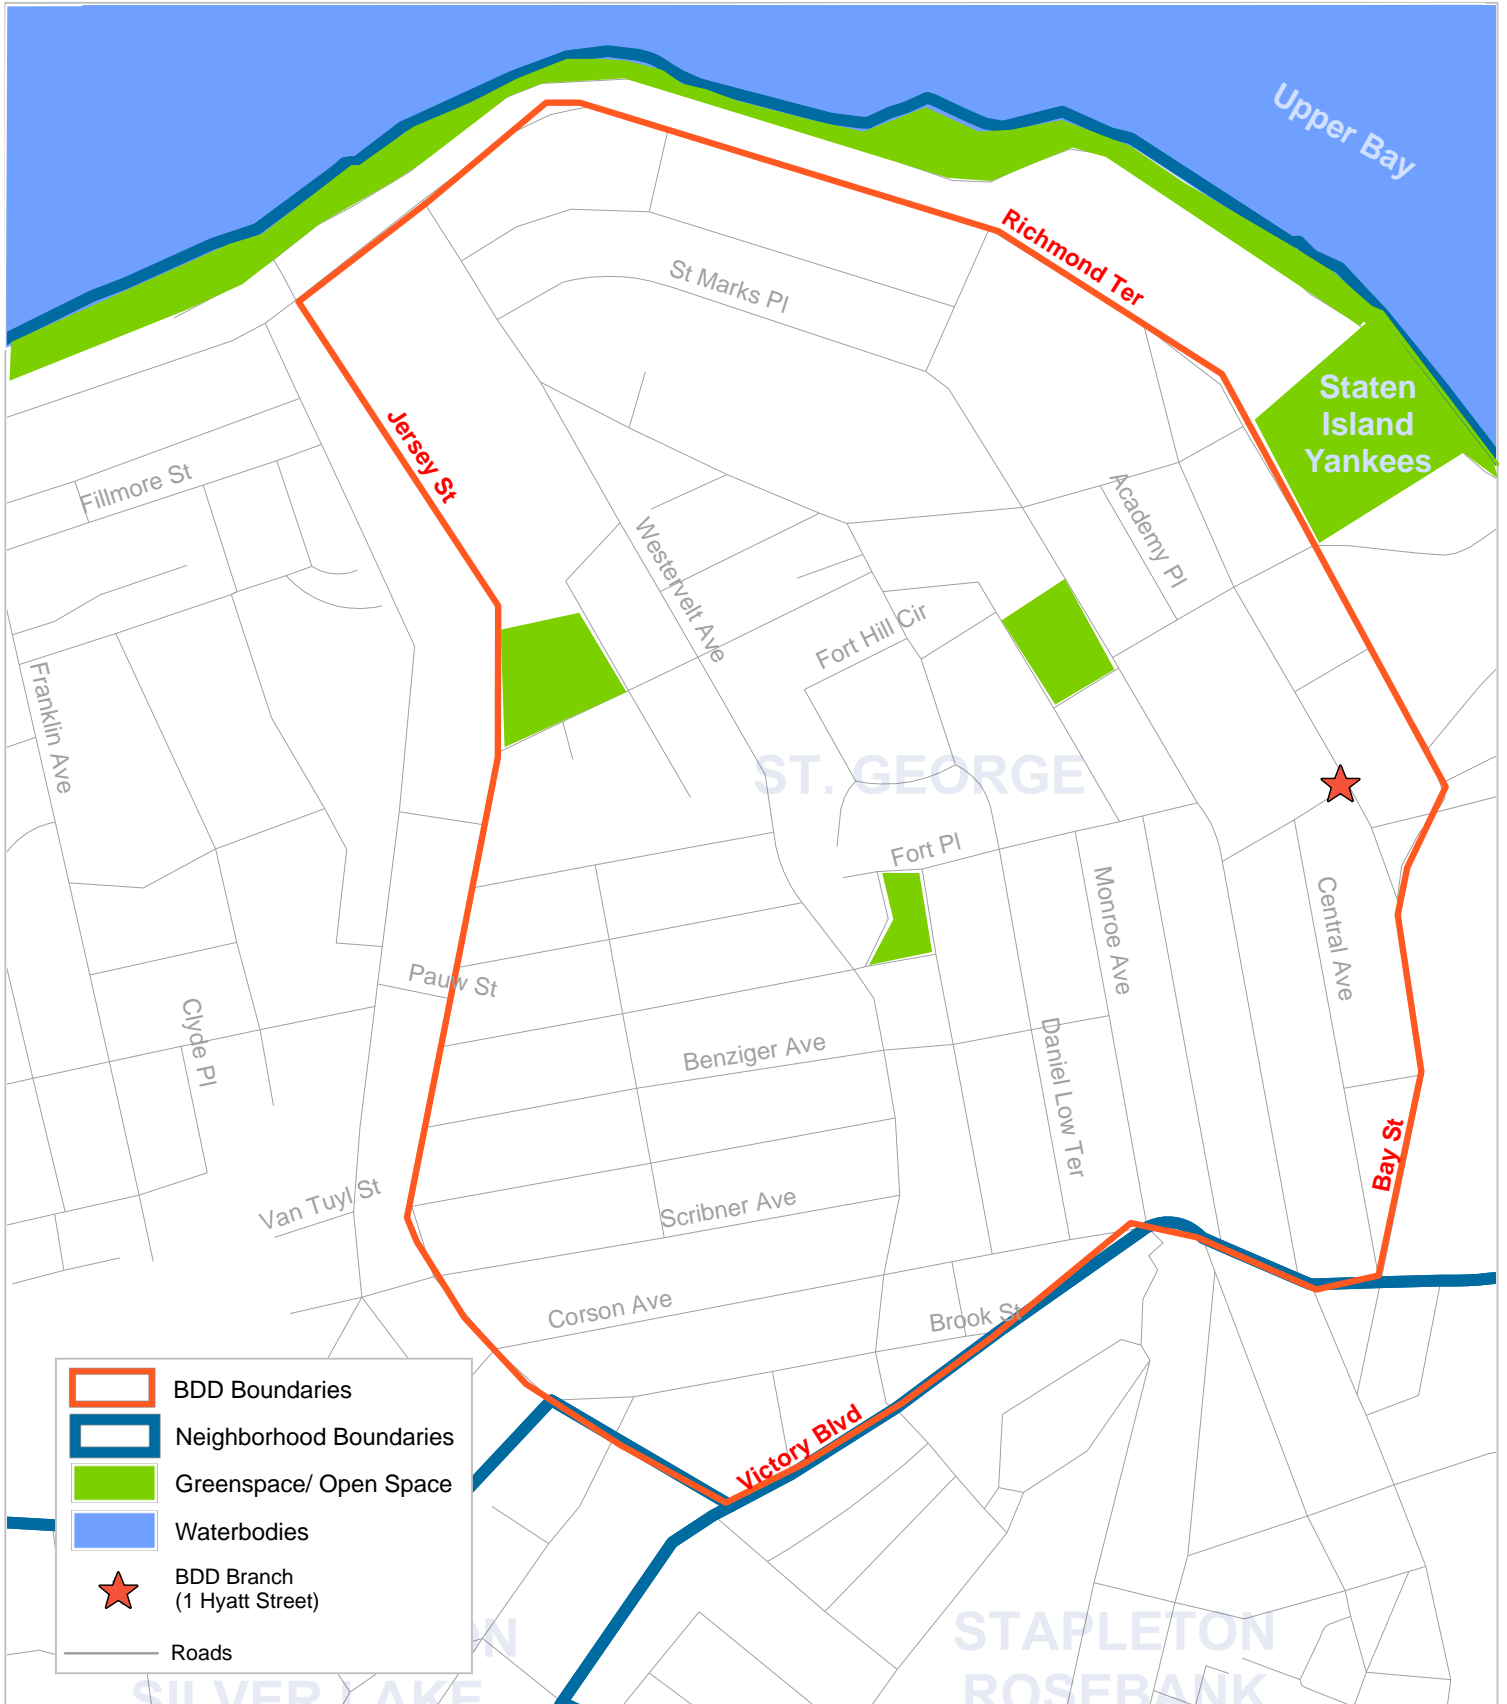 Upper Bay
Richmond Ter
St Marks Pl
Staten
Island
Yankees
Jersey St
Fillmore St
Academy Pl
Westervelt Ave
Fort Hill Cir
Franklin Ave
ST. GEORGE
Fort Pl
Monroe Ave
Central Ave
Pauw St
Clyde Pl
Benziger Ave
Daniel Low Ter
Bay St
Van Tuyl St
Scribner Ave
Corson Ave
Brook St
Victory Blvd
BDD Boundaries
Neighborhood Boundaries
Greenspace/ Open Space
Waterbodies
BDD Branch
(1 Hyatt Street)
Roads
STAPLETON
ROSEBANK
SILVER LAKE